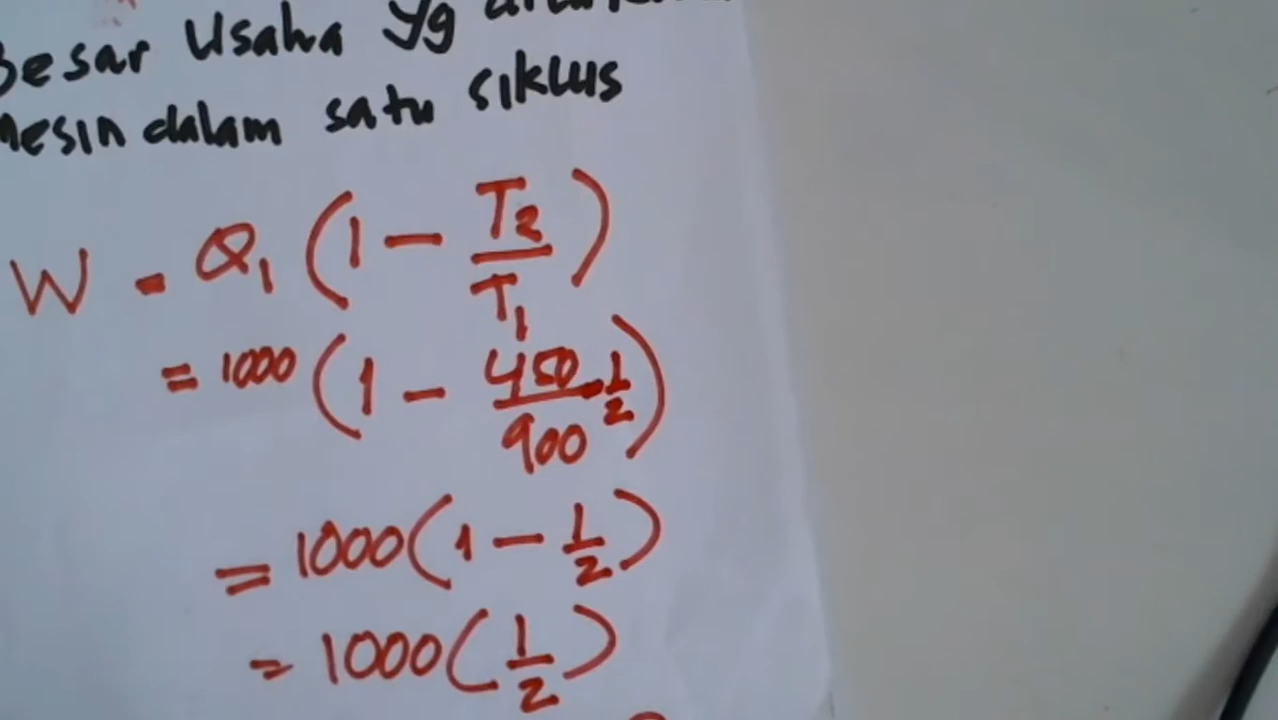 Besar Usaha Yg
Mesin dalam satu siklus
W = Q₁ (1 - T₂/T₁)
= 1000 (1 - 450/900 = 1/2)
= 1000 (1 - 1/2)
= 1000 (1/2)